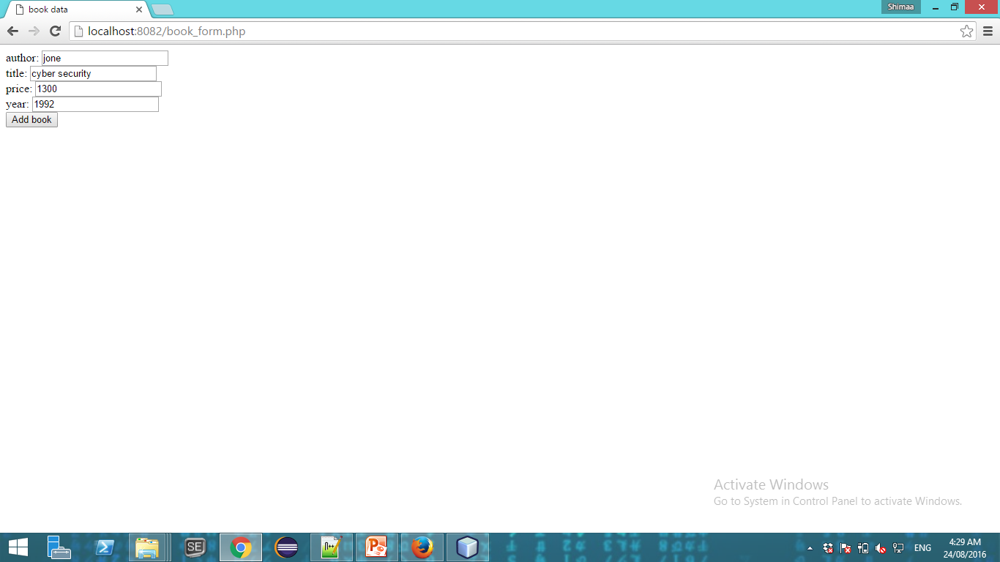 book data
Shimaa
localhost:8082/book_form.php
author: jone
title: cyber security
price: 1300
year: 1992
Add book
Activate Windows
Go to System in Control Panel to activate Windows.
SE
ENG
4:29 AM
24/08/2016